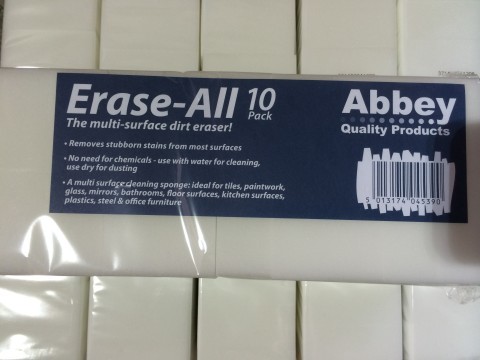 Erase-All 10 Pack
The multi-surface dirt eraser!
• Removes stubborn stains from most surfaces
• No need for chemicals - use with water for cleaning,
use dry for dusting
• A multi surface cleaning sponge: ideal for tiles, paintwork,
glass, mirrors, bathrooms, floor surfaces, kitchen surfaces,
plastics, steel & office furniture
Abbey
Quality Products
5 013174 045390